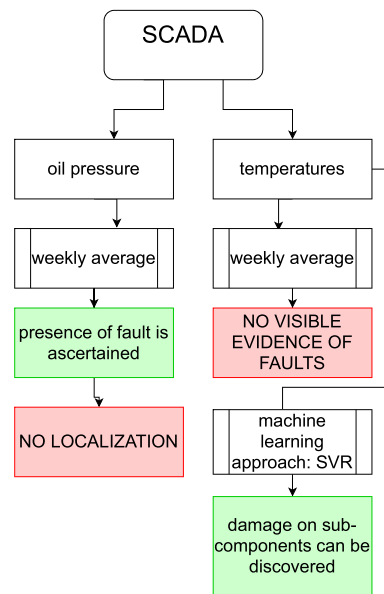 SCADA
oil pressure
temperatures
weekly average
weekly average
presence of fault is
ascertained
NO VISIBLE
EVIDENCE OF
FAULTS
NO LOCALIZATION
machine
learning
approach: SVR
damage on sub-
components can be
discovered